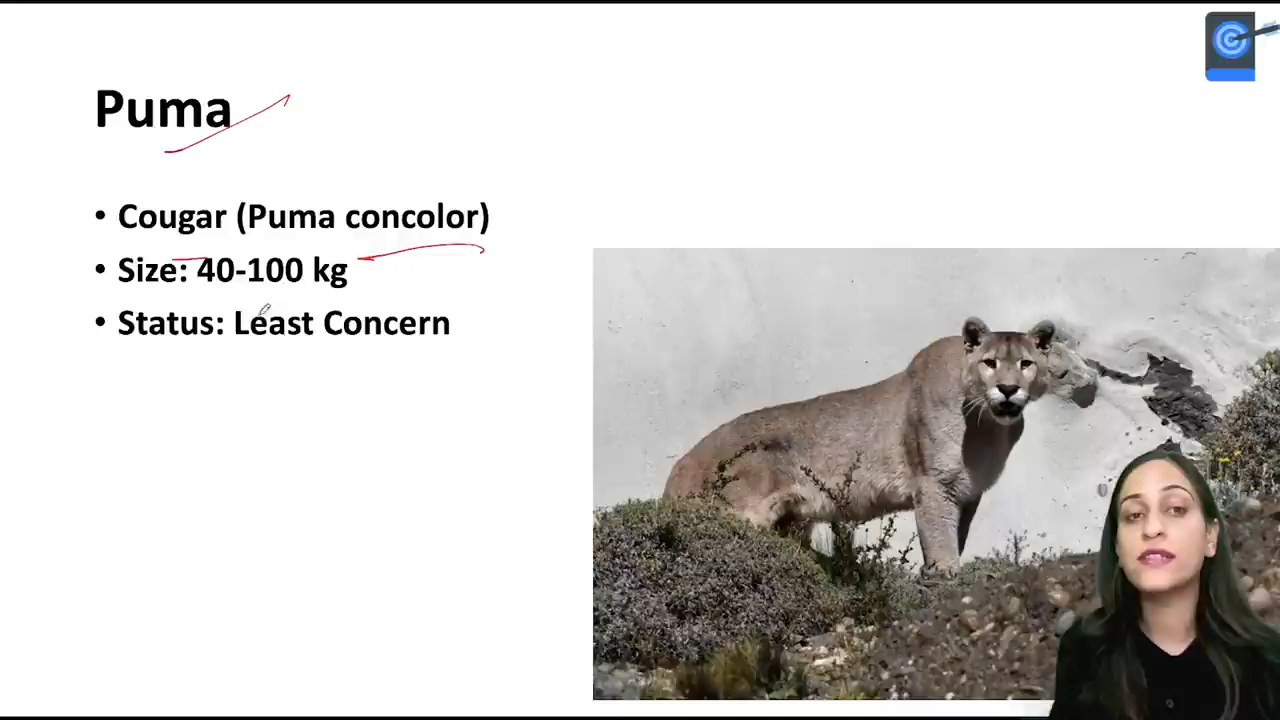 Puma
• Cougar (Puma concolor)
• Size: 40-100 kg
• Status: Least Concern